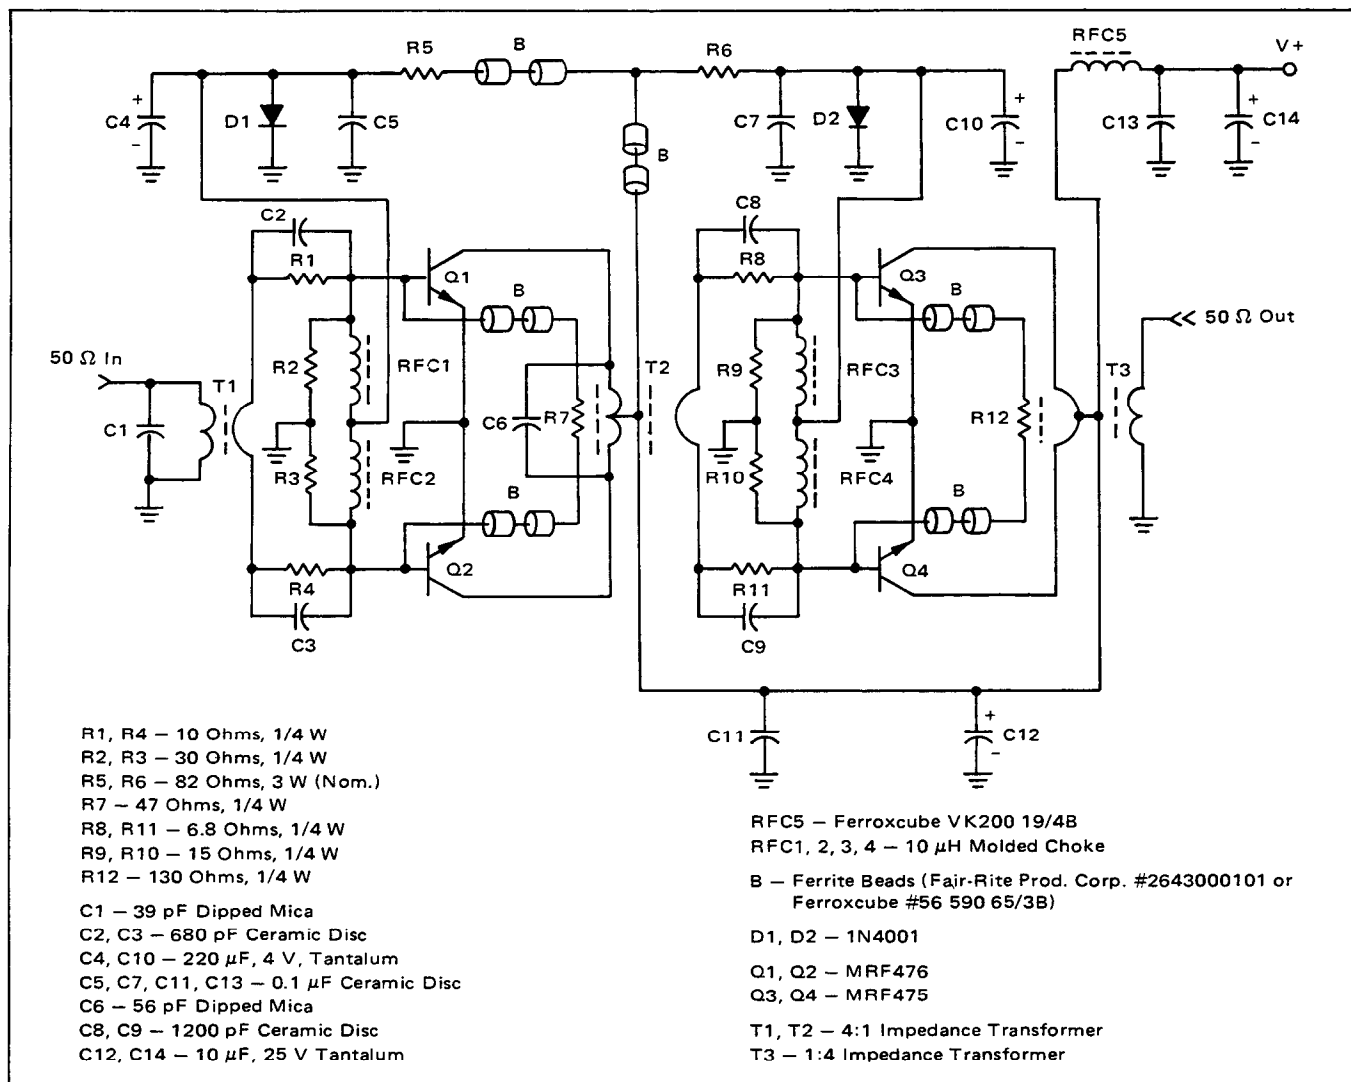 R5
B
R6
RFC5
V+
+
C4
-
D1
C5
C7
D2
+
C10
-
C13
+
C14
-
B
C2
R1
Q1
B
C8
R8
Q3
B
50 Ω In
T1
C1
R2
RFC1
R3
RFC2
C6
R7
T2
R9
RFC3
R10
RFC4
R12
T3
50 Ω Out
B
Q2
R4
C3
B
Q4
R11
C9
C11
+
C12
-
R1, R4 – 10 Ohms, 1/4 W
R2, R3 – 30 Ohms, 1/4 W
R5, R6 – 82 Ohms, 3 W (Nom.)
R7 – 47 Ohms, 1/4 W
R8, R11 – 6.8 Ohms, 1/4 W
R9, R10 – 15 Ohms, 1/4 W
R12 – 130 Ohms, 1/4 W
C1 – 39 pF Dipped Mica
C2, C3 – 680 pF Ceramic Disc
C4, C10 – 220 μF, 4 V, Tantalum
C5, C7, C11, C13 – 0.1 μF Ceramic Disc
C6 – 56 pF Dipped Mica
C8, C9 – 1200 pF Ceramic Disc
C12, C14 – 10 μF, 25 V Tantalum
RFC5 – Ferroxcube VK200 19/4B
RFC1, 2, 3, 4 – 10 μH Molded Choke
B – Ferrite Beads (Fair-Rite Prod. Corp. #2643000101 or
Ferroxcube #56 590 65/3B)
D1, D2 – 1N4001
Q1, Q2 – MRF476
Q3, Q4 – MRF475
T1, T2 – 4:1 Impedance Transformer
T3 – 1:4 Impedance Transformer